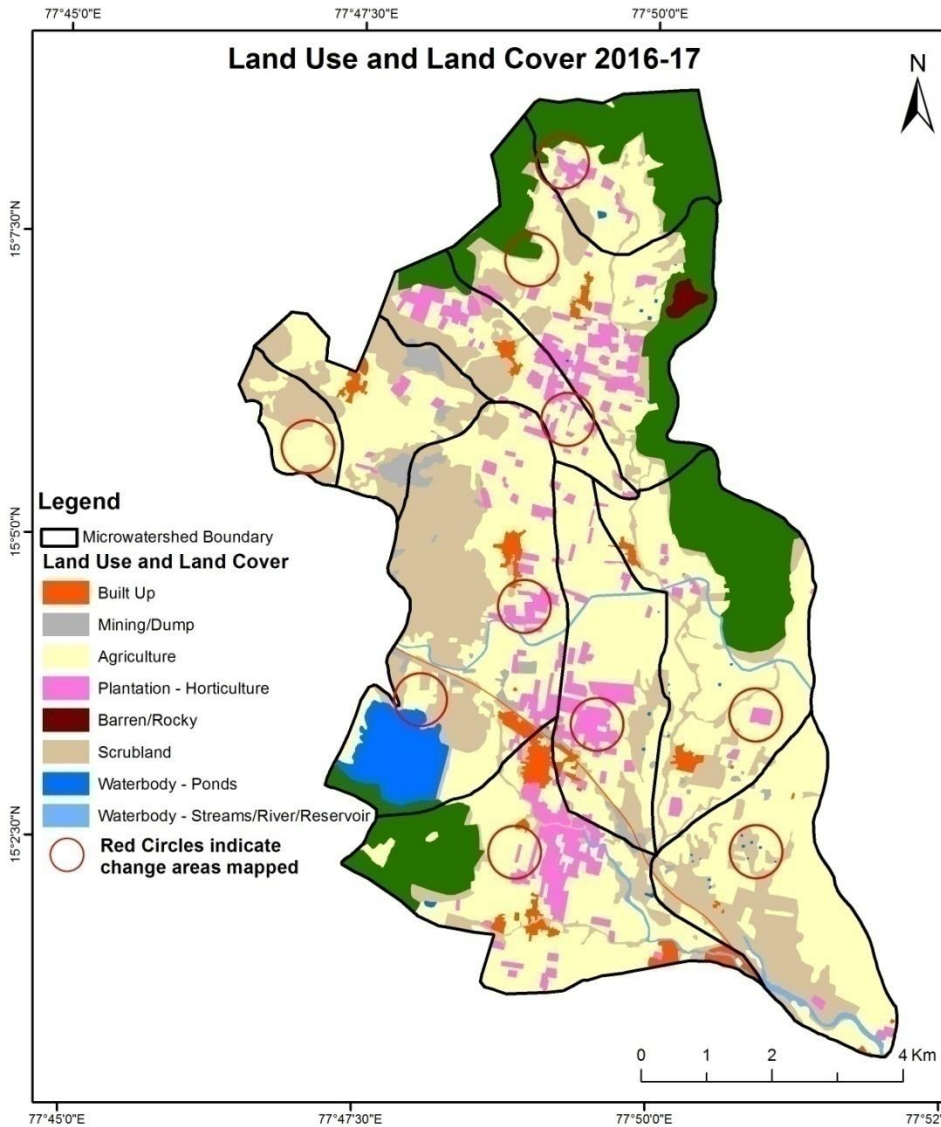 77°45'0"E 77°47'30"E 77°50'0"E
Land Use and Land Cover 2016-17
N
15°7'30"N
15°5'0"N
15°2'30"N
Legend
Microwatershed Boundary
Land Use and Land Cover
Built Up
Mining/Dump
Agriculture
Plantation - Horticulture
Barren/Rocky
Scrubland
Waterbody - Ponds
Waterbody - Streams/River/Reservoir
Red Circles indicate
change areas mapped
0 1 2 4 Km
77°45'0"E 77°47'30"E 77°50'0"E 77°52'